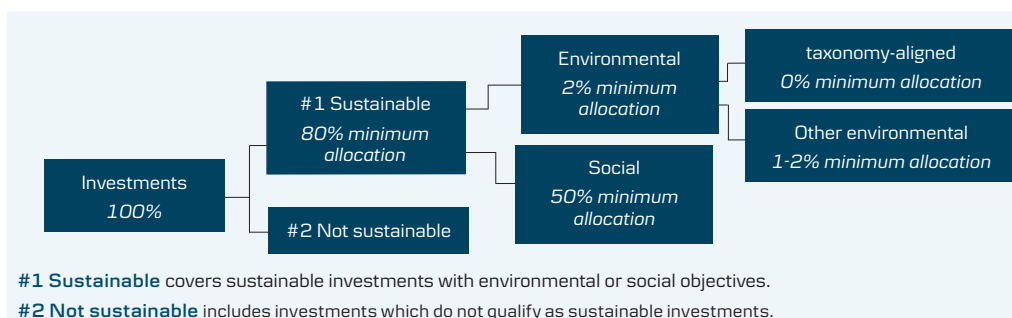 Investments
100%
#1 Sustainable
80% minimum
allocation
#2 Not sustainable
Environmental
2% minimum
allocation
Social
50% minimum
allocation
taxonomy-aligned
0% minimum allocation
Other environmental
1-2% minimum allocation
#1 Sustainable covers sustainable investments with environmental or social objectives.
#2 Not sustainable includes investments which do not qualify as sustainable investments.